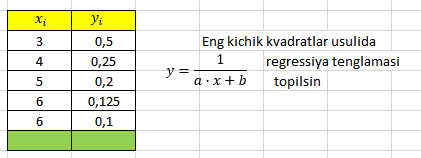 xᵢ yᵢ
3 0,5
4 0,25
5 0,2
6 0,125
6 0,1
Eng kichik kvadratlar usulida
y = 1 / (a · x + b) regressiya tenglamasi
topilsin